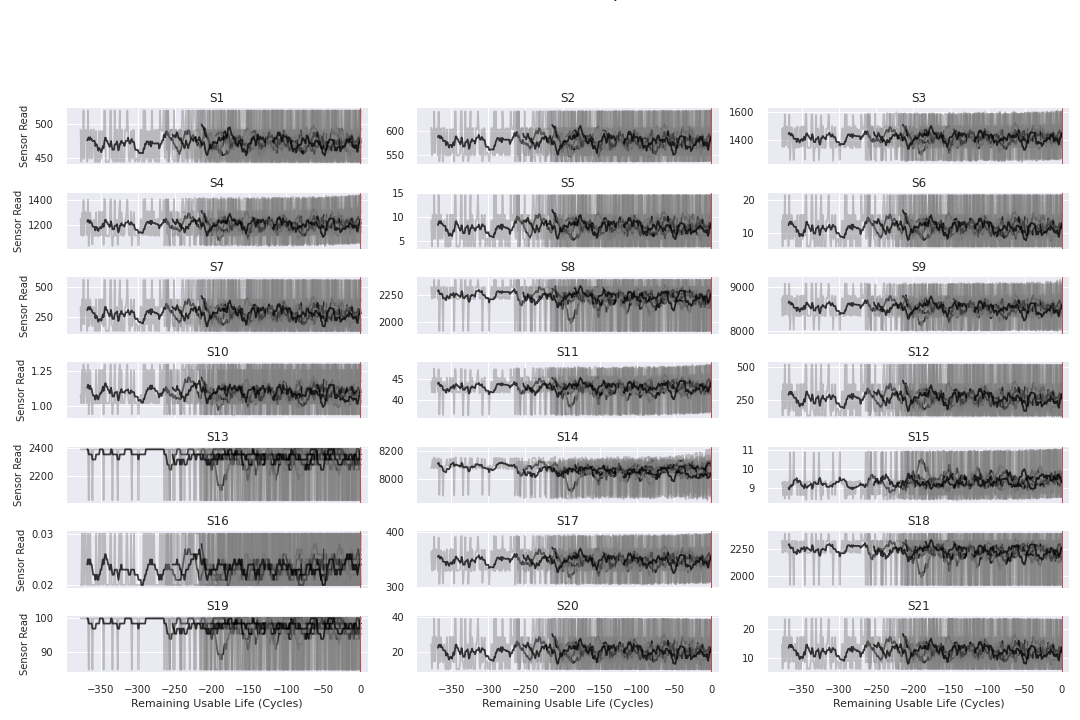 S1 S2 S3
Sensor Read 500 450 600 550 1600 1400
S4 S5 S6
Sensor Read 1400 1200 15 10 5 20 10
S7 S8 S9
Sensor Read 500 250 2250 2000 9000 8000
S10 S11 S12
Sensor Read 1.25 1.00 45 40 500 250
S13 S14 S15
Sensor Read 2400 2200 8200 8000 11 10 9
S16 S17 S18
Sensor Read 0.03 0.02 400 350 300 2250 2000
S19 S20 S21
Sensor Read 100 90 40 20 20 10
−350 −300 −250 −200 −150 −100 −50 0 −350 −300 −250 −200 −150 −100 −50 0 −350 −300 −250 −200 −150 −100 −50 0
Remaining Usable Life (Cycles) Remaining Usable Life (Cycles) Remaining Usable Life (Cycles)